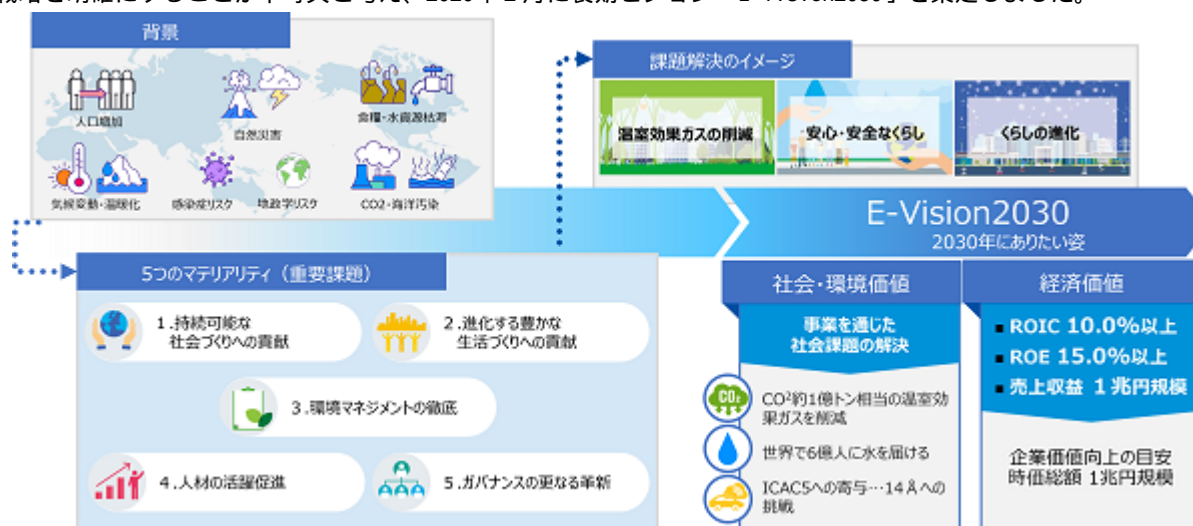 背景
人口増加
自然災害
食糧・水資源枯渇
気候変動・温暖化
感染症リスク
地政学リスク
CO2・海洋汚染
課題解決のイメージ
温室効果ガスの削減
安心・安全なくらし
くらしの進化
E-Vision2030
2030年にありたい姿
5つのマテリアリティ（重要課題）
1.持続可能な
社会づくりへの貢献
2.進化する豊かな
生活づくりへの貢献
3.環境マネジメントの徹底
4.人材の活躍促進
5.ガバナンスの更なる革新
社会・環境価値
事業を通じた
社会課題の解決
CO₂
CO²約1億トン相当の温室効
果ガスを削減
世界で6億人に水を届ける
ICAC5への寄与…14Åへの
挑戦
経済価値
▪ ROIC 10.0%以上
▪ ROE 15.0%以上
▪ 売上収益 1兆円規模
企業価値向上の目安
時価総額 1兆円規模